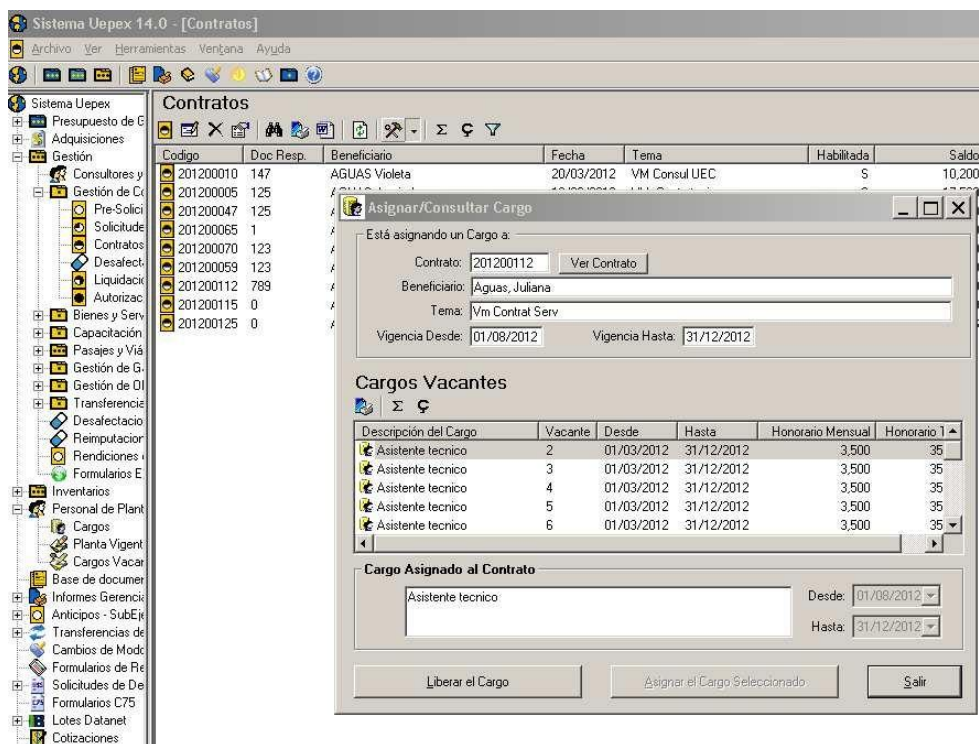 Sistema Uepex 14.0 - [Contratos]
Archivo Ver Herramientas Ventana Ayuda
Sistema Uepex
Presupuesto de G
Adquisiciones
Gestión
Consultores y
Gestión de Co
Pre-Solici
Solicitude
Contratos
Desafect
Liquidacio
Autorizac
Bienes y Serv
Capacitación
Pasajes y Viá
Gestión de G
Gestión de Ol
Transferencia
Desafectacio
Reimputacior
Rendiciones
Formularios E
Inventarios
Personal de Plant
Cargos
Planta Vigent
Cargos Vacar
Base de documer
Informes Gerencia
Anticipos - SubEje
Transferencias de
Cambios de Modo
Formularios de Re
Solicitudes de De
Formularios C75
Lotes Datanet
Cotizaciones
Contratos
Codigo Doc Resp. Beneficiario Fecha Tema Habilitada Saldo
201200010 147 AGUAS Violeta 20/03/2012 VM Consul UEC S 10,200
201200005 125
201200047 125
201200065 1
201200070 123
201200059 123
201200112 789
201200115 0
201200125 0
Asignar/Consultar Cargo
Está asignando un Cargo a:
Contrato: 201200112 Ver Contrato
Beneficiario: Aguas, Juliana
Tema: Vm Contrat Serv
Vigencia Desde: 01/08/2012 Vigencia Hasta: 31/12/2012
Cargos Vacantes
Descripción del Cargo Vacante Desde Hasta Honorario Mensual Honorario T
Asistente tecnico 2 01/03/2012 31/12/2012 3,500 35
Asistente tecnico 3 01/03/2012 31/12/2012 3,500 35
Asistente tecnico 4 01/03/2012 31/12/2012 3,500 35
Asistente tecnico 5 01/03/2012 31/12/2012 3,500 35
Asistente tecnico 6 01/03/2012 31/12/2012 3,500 35
Cargo Asignado al Contrato
Asistente tecnico
Desde: 01/08/2012
Hasta: 31/12/2012
Liberar el Cargo Asignar el Cargo Seleccionado Salir